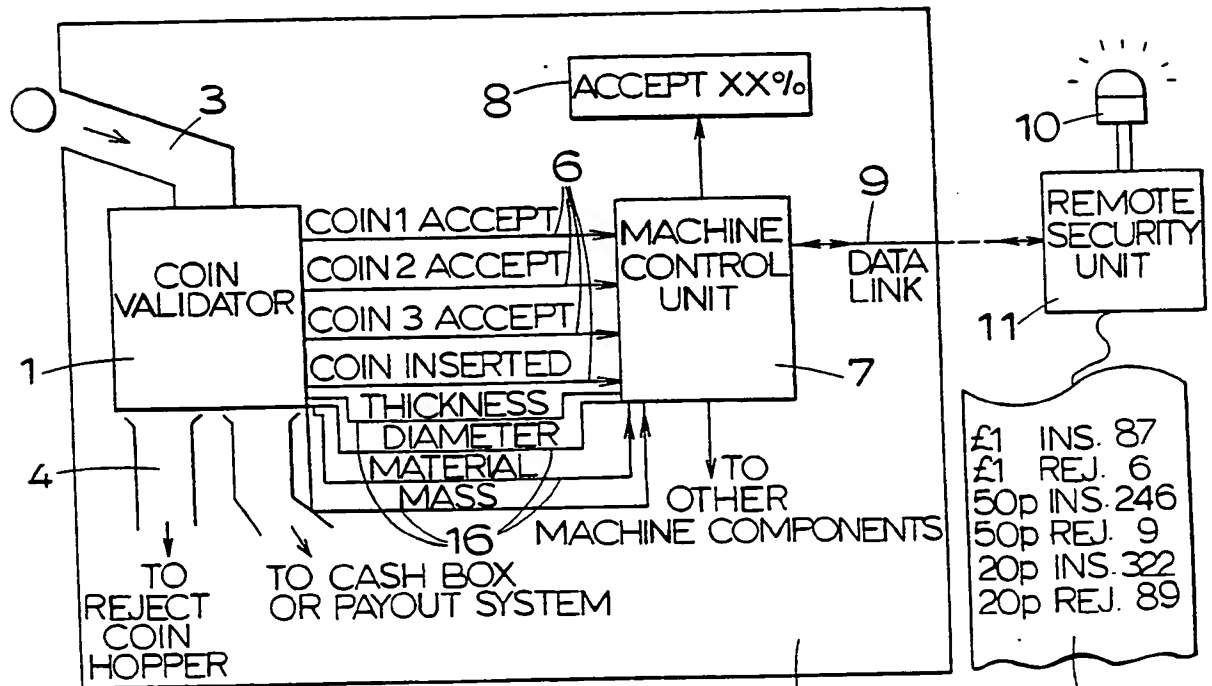 3
8
ACCEPT XX%
10
6
9
COIN
VALIDATOR
1
COIN 1 ACCEPT
COIN 2 ACCEPT
COIN 3 ACCEPT
COIN INSERTED
THICKNESS
DIAMETER
MATERIAL
MASS
16
MACHINE
CONTROL
UNIT
7
DATA
LINK
REMOTE
SECURITY
UNIT
11
4
TO
REJECT
COIN
HOPPER
TO CASH BOX
OR PAYOUT SYSTEM
TO
OTHER
MACHINE COMPONENTS
£1 INS. 87
£1 REJ. 6
50p INS. 246
50p REJ. 9
20p INS. 322
20p REJ. 89